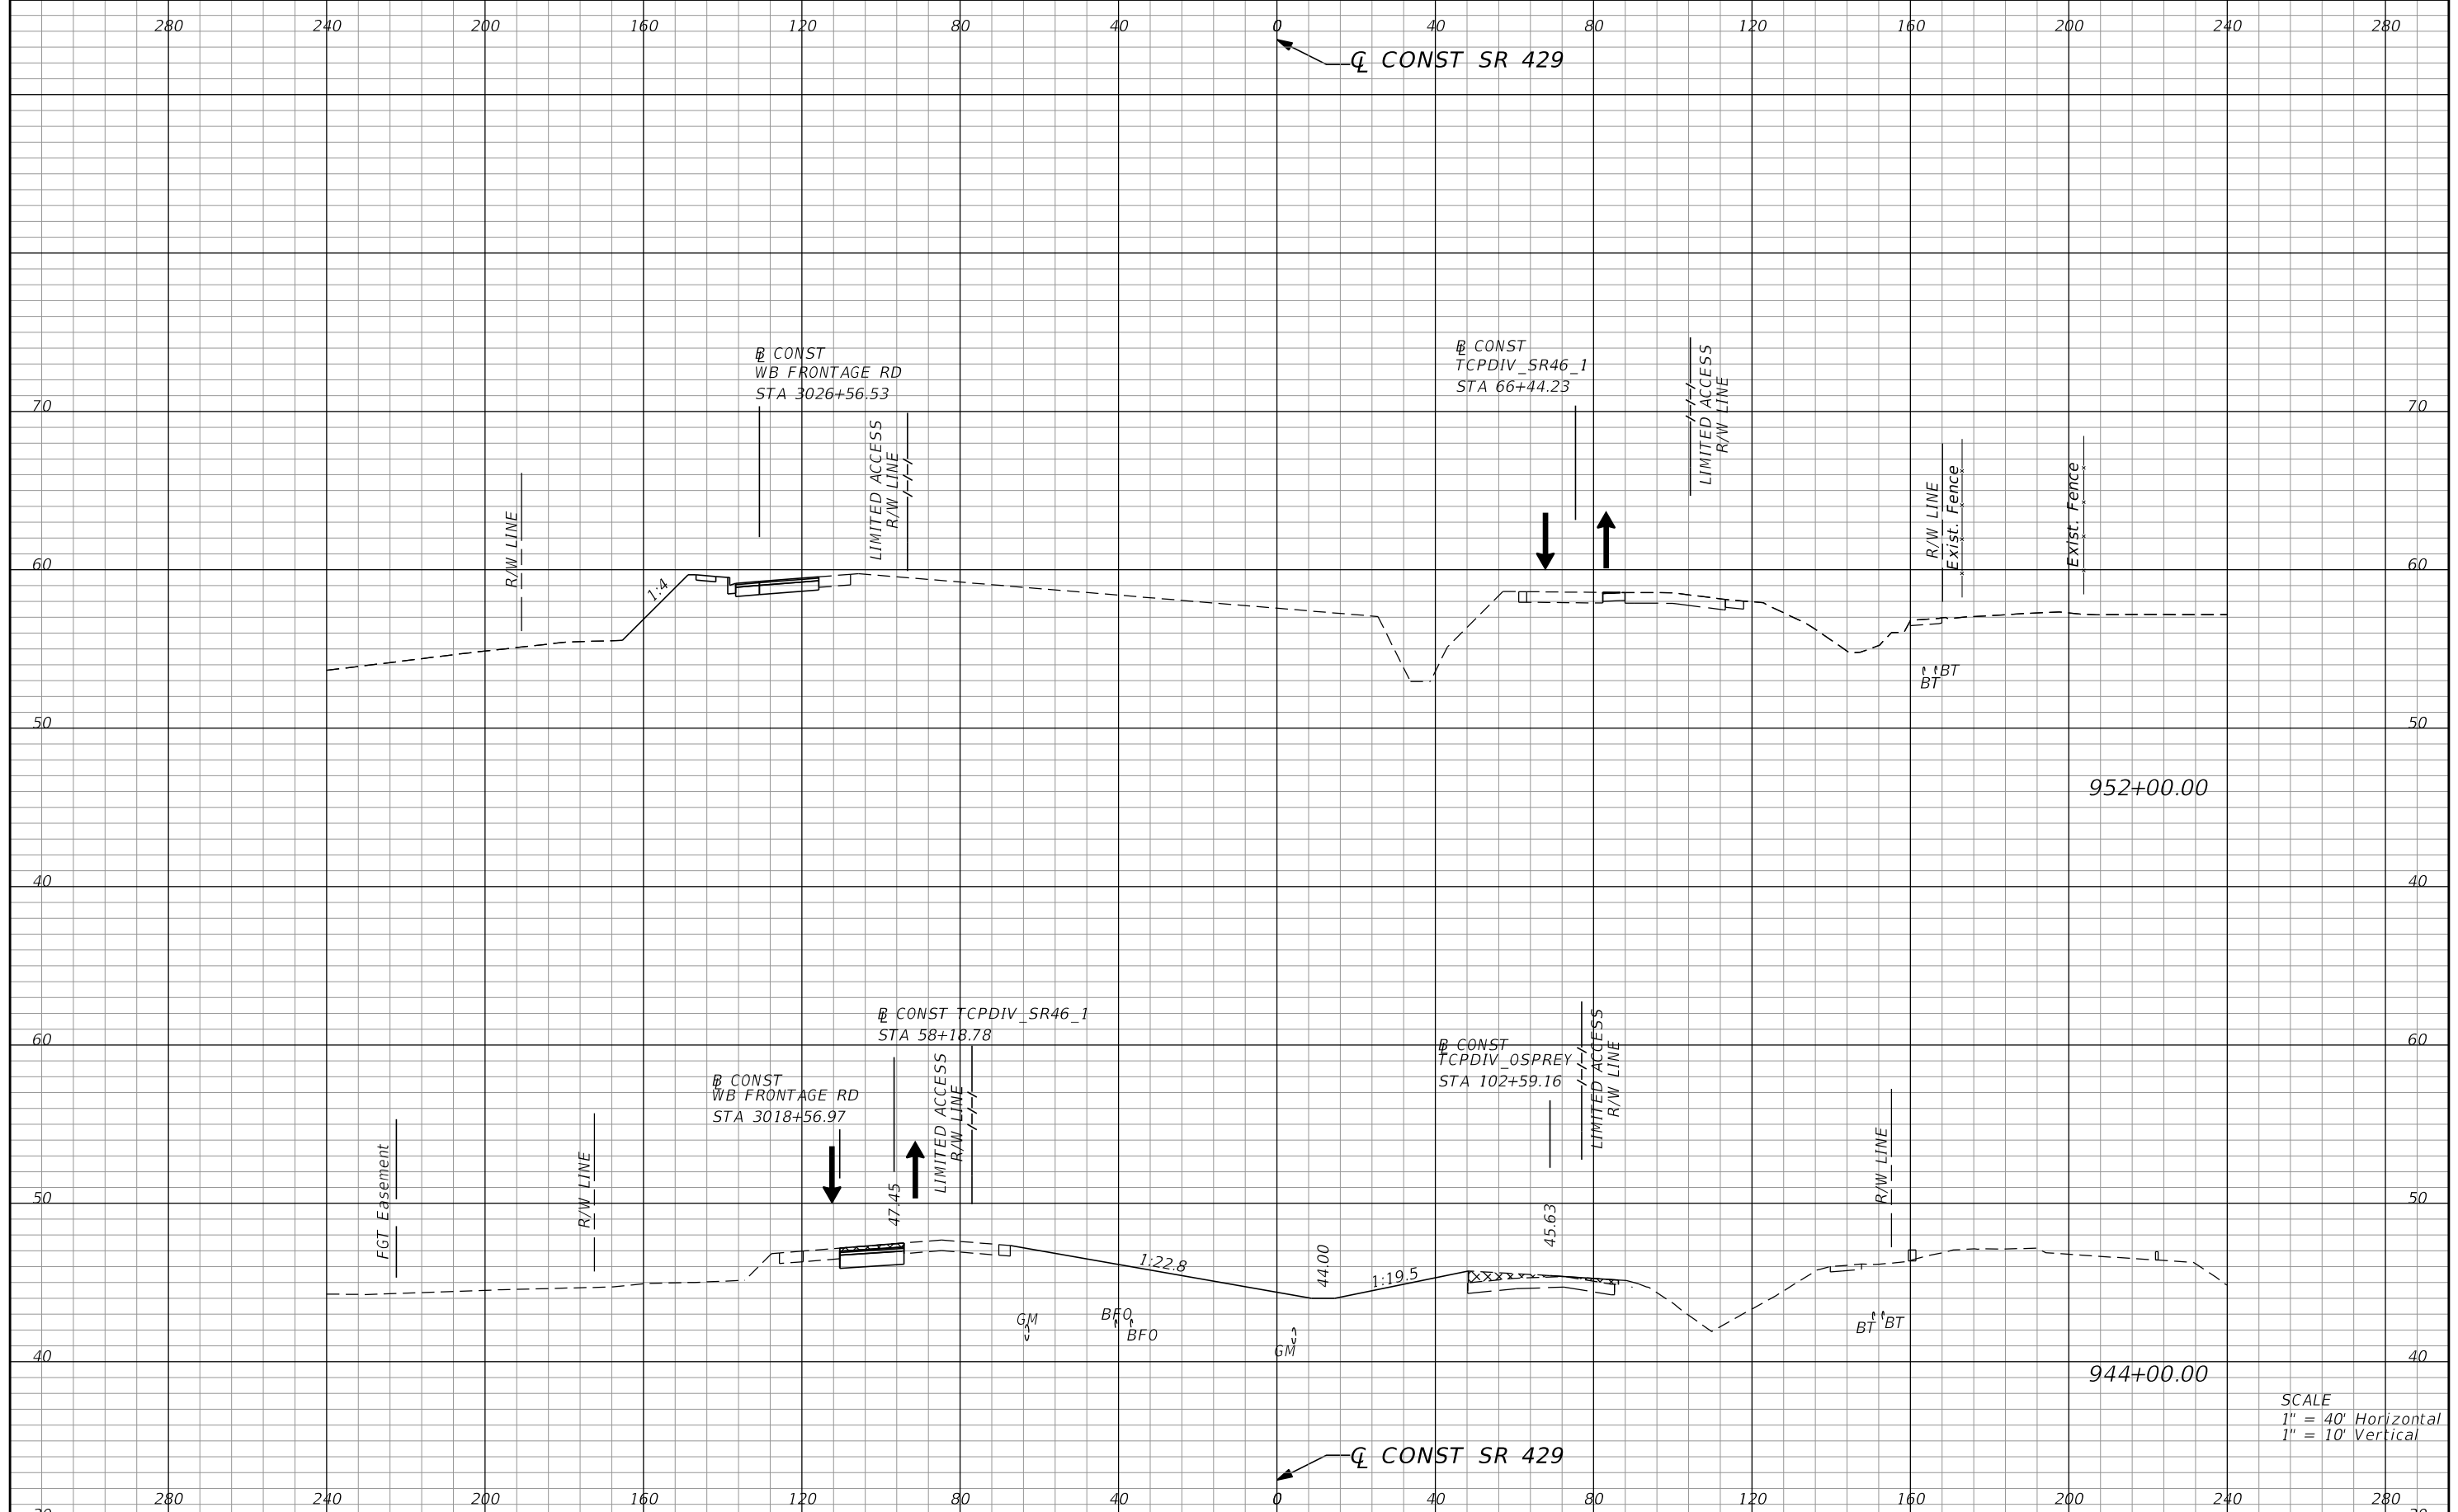 280 240 200 160 120 80 40 0 40 80 120 160 200 240 280
℄ CONST SR 429
B̲L CONST
WB FRONTAGE RD
STA 3026+56.53
B̲L CONST
TCPDIV_SR46_1
STA 66+44.23
LIMITED ACCESS
R/W LINE
LIMITED ACCESS
R/W LINE
70 70
R/W LINE
R/W LINE
Exist. Fence
Exist. Fence
60 60
1:4
BT
BT
50 50
952+00.00
40 40
BL CONST TCPDIV_SR46_1
STA 58+18.78
60 60
BL CONST
TCPDIV_OSPREY
STA 102+59.16
LIMITED ACCESS
R/W LINE
BL CONST
WB FRONTAGE RD
STA 3018+56.97
LIMITED ACCESS
R/W LINE
FGT Easement
R/W LINE
R/W LINE
50 50
47.45
45.63
44.00
1:22.8
1:19.5
GM
BFO
BFO
GM
BT
BT
40 40
944+00.00
SCALE
1" = 40' Horizontal
1" = 10' Vertical
℄ CONST SR 429
280 240 200 160 120 80 40 0 40 80 120 160 200 240 280